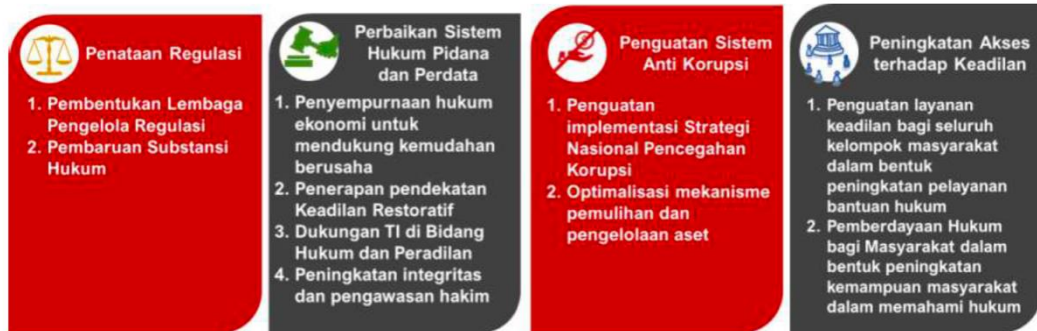 Penataan Regulasi
1. Pembentukan Lembaga
Pengelola Regulasi
2. Pembaruan Substansi
Hukum
Perbaikan Sistem
Hukum Pidana
dan Perdata
1. Penyempurnaan hukum
ekonomi untuk
mendukung kemudahan
berusaha
2. Penerapan pendekatan
Keadilan Restoratif
3. Dukungan TI di Bidang
Hukum dan Peradilan
4. Peningkatan integritas
dan pengawasan hakim
Penguatan Sistem
Anti Korupsi
1. Penguatan
implementasi Strategi
Nasional Pencegahan
Korupsi
2. Optimalisasi mekanisme
pemulihan dan
pengelolaan aset
Peningkatan Akses
terhadap Keadilan
1. Penguatan layanan
keadilan bagi seluruh
kelompok masyarakat
dalam bentuk
peningkatan pelayanan
bantuan hukum
2. Pemberdayaan Hukum
bagi Masyarakat dalam
bentuk peningkatan
kemampuan masyarakat
dalam memahami hukum